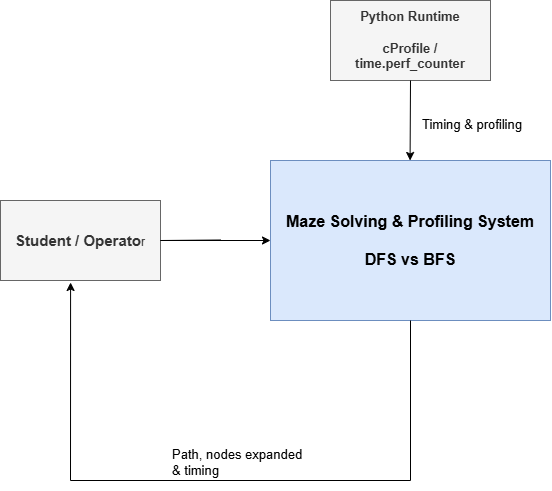 Python Runtime
cProfile /
time.perf_counter
Timing & profiling
Maze Solving & Profiling System
DFS vs BFS
Student / Operator
Path, nodes expanded
& timing